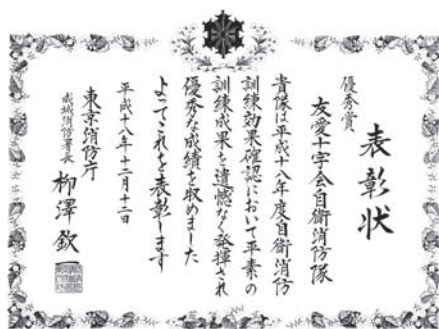 表彰状
優秀賞
友愛十字会自衛消防隊
貴隊は平成十八年度自衛消防
訓練効果確認において平素の
訓練成果を遺憾なく発揮され
優秀な成績を収めました
よってこれを表彰します
平成十八年十二月十二日
東京消防庁
成城消防署長
柳澤欽一